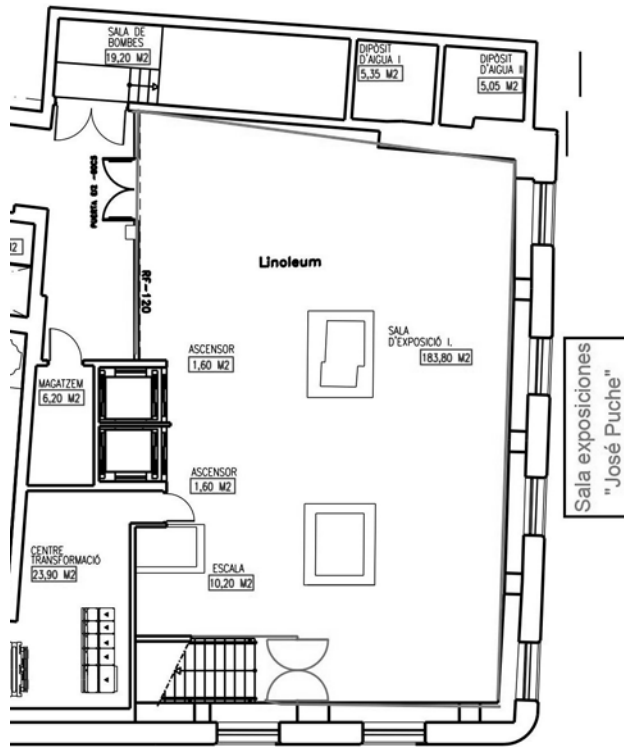 SALA DE
BOMBES
19,20 M2
DIPÒSIT
D'AIGUA I
5,35 M2
DIPÒSIT
D'AIGUA II
5,05 M2
PUERTA D2 -90C5
RF-120
Linoleum
SALA
D'EXPOSICIÓ I.
183,80 M2
ASCENSOR
1,60 M2
MAGATZEM
6,20 M2
ASCENSOR
1,60 M2
CENTRE
TRANSFORMACIÓ
23,90 M2
ESCALA
10,20 M2
Sala exposiciones
"José Puche"